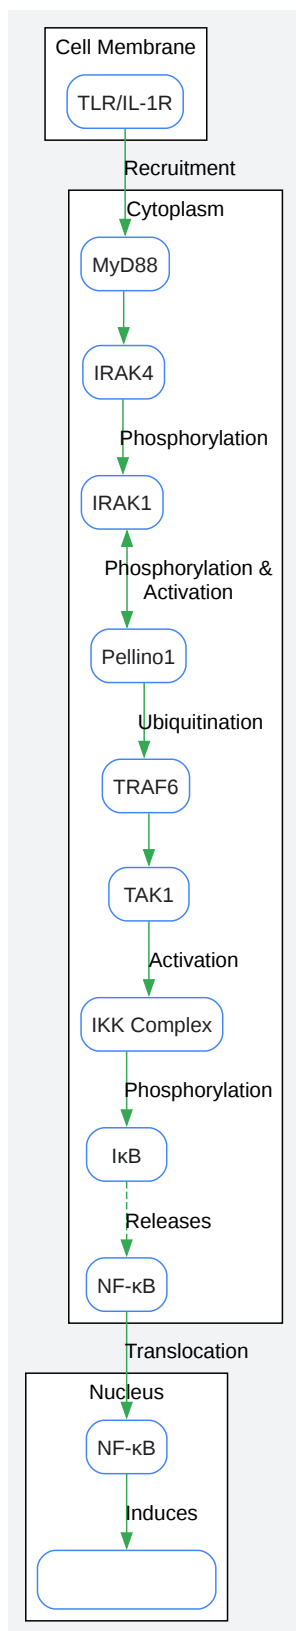 Cell Membrane
TLR/IL-1R
Recruitment
Cytoplasm
MyD88
IRAK4
Phosphorylation
IRAK1
Phosphorylation &
Activation
Pellino1
Ubiquitination
TRAF6
TAK1
Activation
IKK Complex
Phosphorylation
IκB
Releases
NF-κB
Translocation
Nucleus
NF-κB
Induces